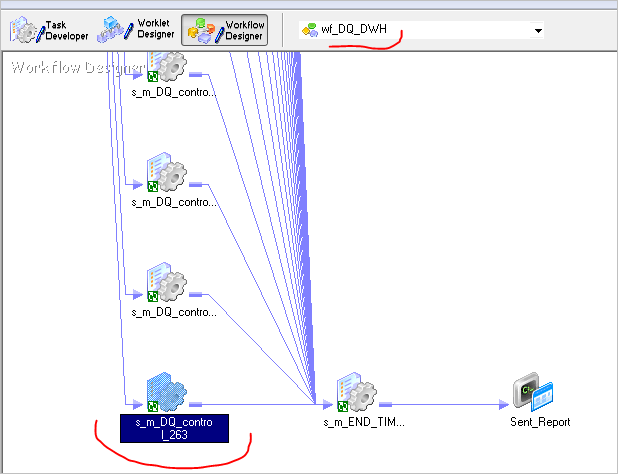 Task
Developer
Worklet
Designer
Workflow
Designer
wf_DQ_DWH
Workflow Designer
s_m_DQ_contro...
s_m_DQ_contro...
s_m_DQ_contro...
s_m_DQ_contro
l_263
s_m_END_TIM...
Sent_Report